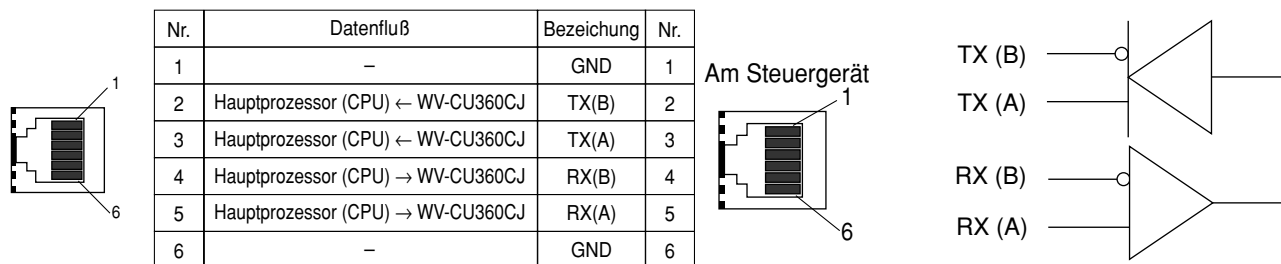 1
6
Nr. Datenfluß Bezeichung Nr.
1 – GND 1
2 Hauptprozessor (CPU) ← WV-CU360CJ TX(B) 2
3 Hauptprozessor (CPU) ← WV-CU360CJ TX(A) 3
4 Hauptprozessor (CPU) → WV-CU360CJ RX(B) 4
5 Hauptprozessor (CPU) → WV-CU360CJ RX(A) 5
6 – GND 6
Am Steuergerät
1
6
TX (B)
TX (A)
RX (B)
RX (A)